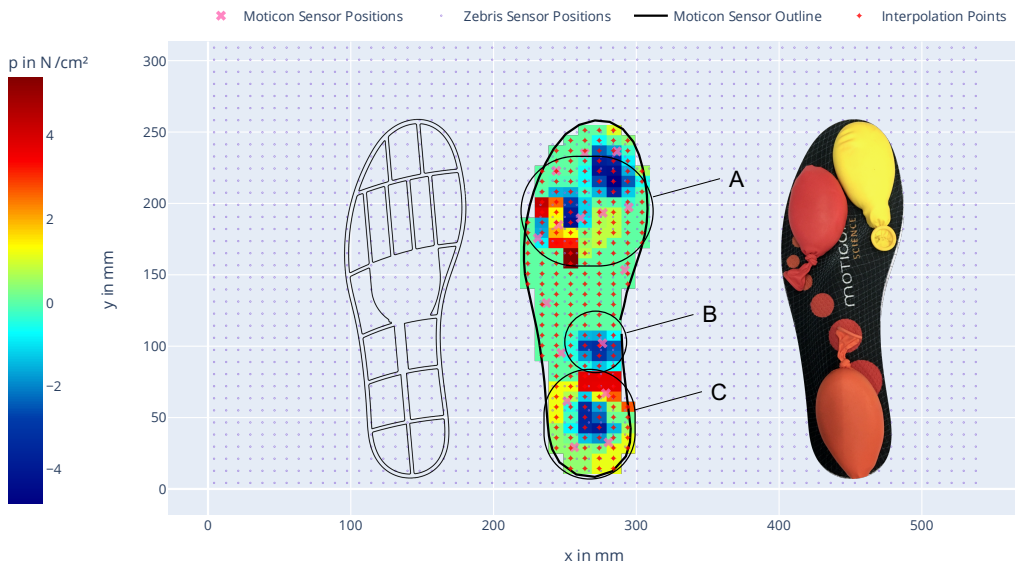 Moticon Sensor Positions
Zebris Sensor Positions
Moticon Sensor Outline
Interpolation Points
p in N/cm²
4
2
0
−2
−4
y in mm
300
250
200
150
100
50
0
0
100
200
300
400
500
x in mm
A
B
C
moticon
SCIENCE